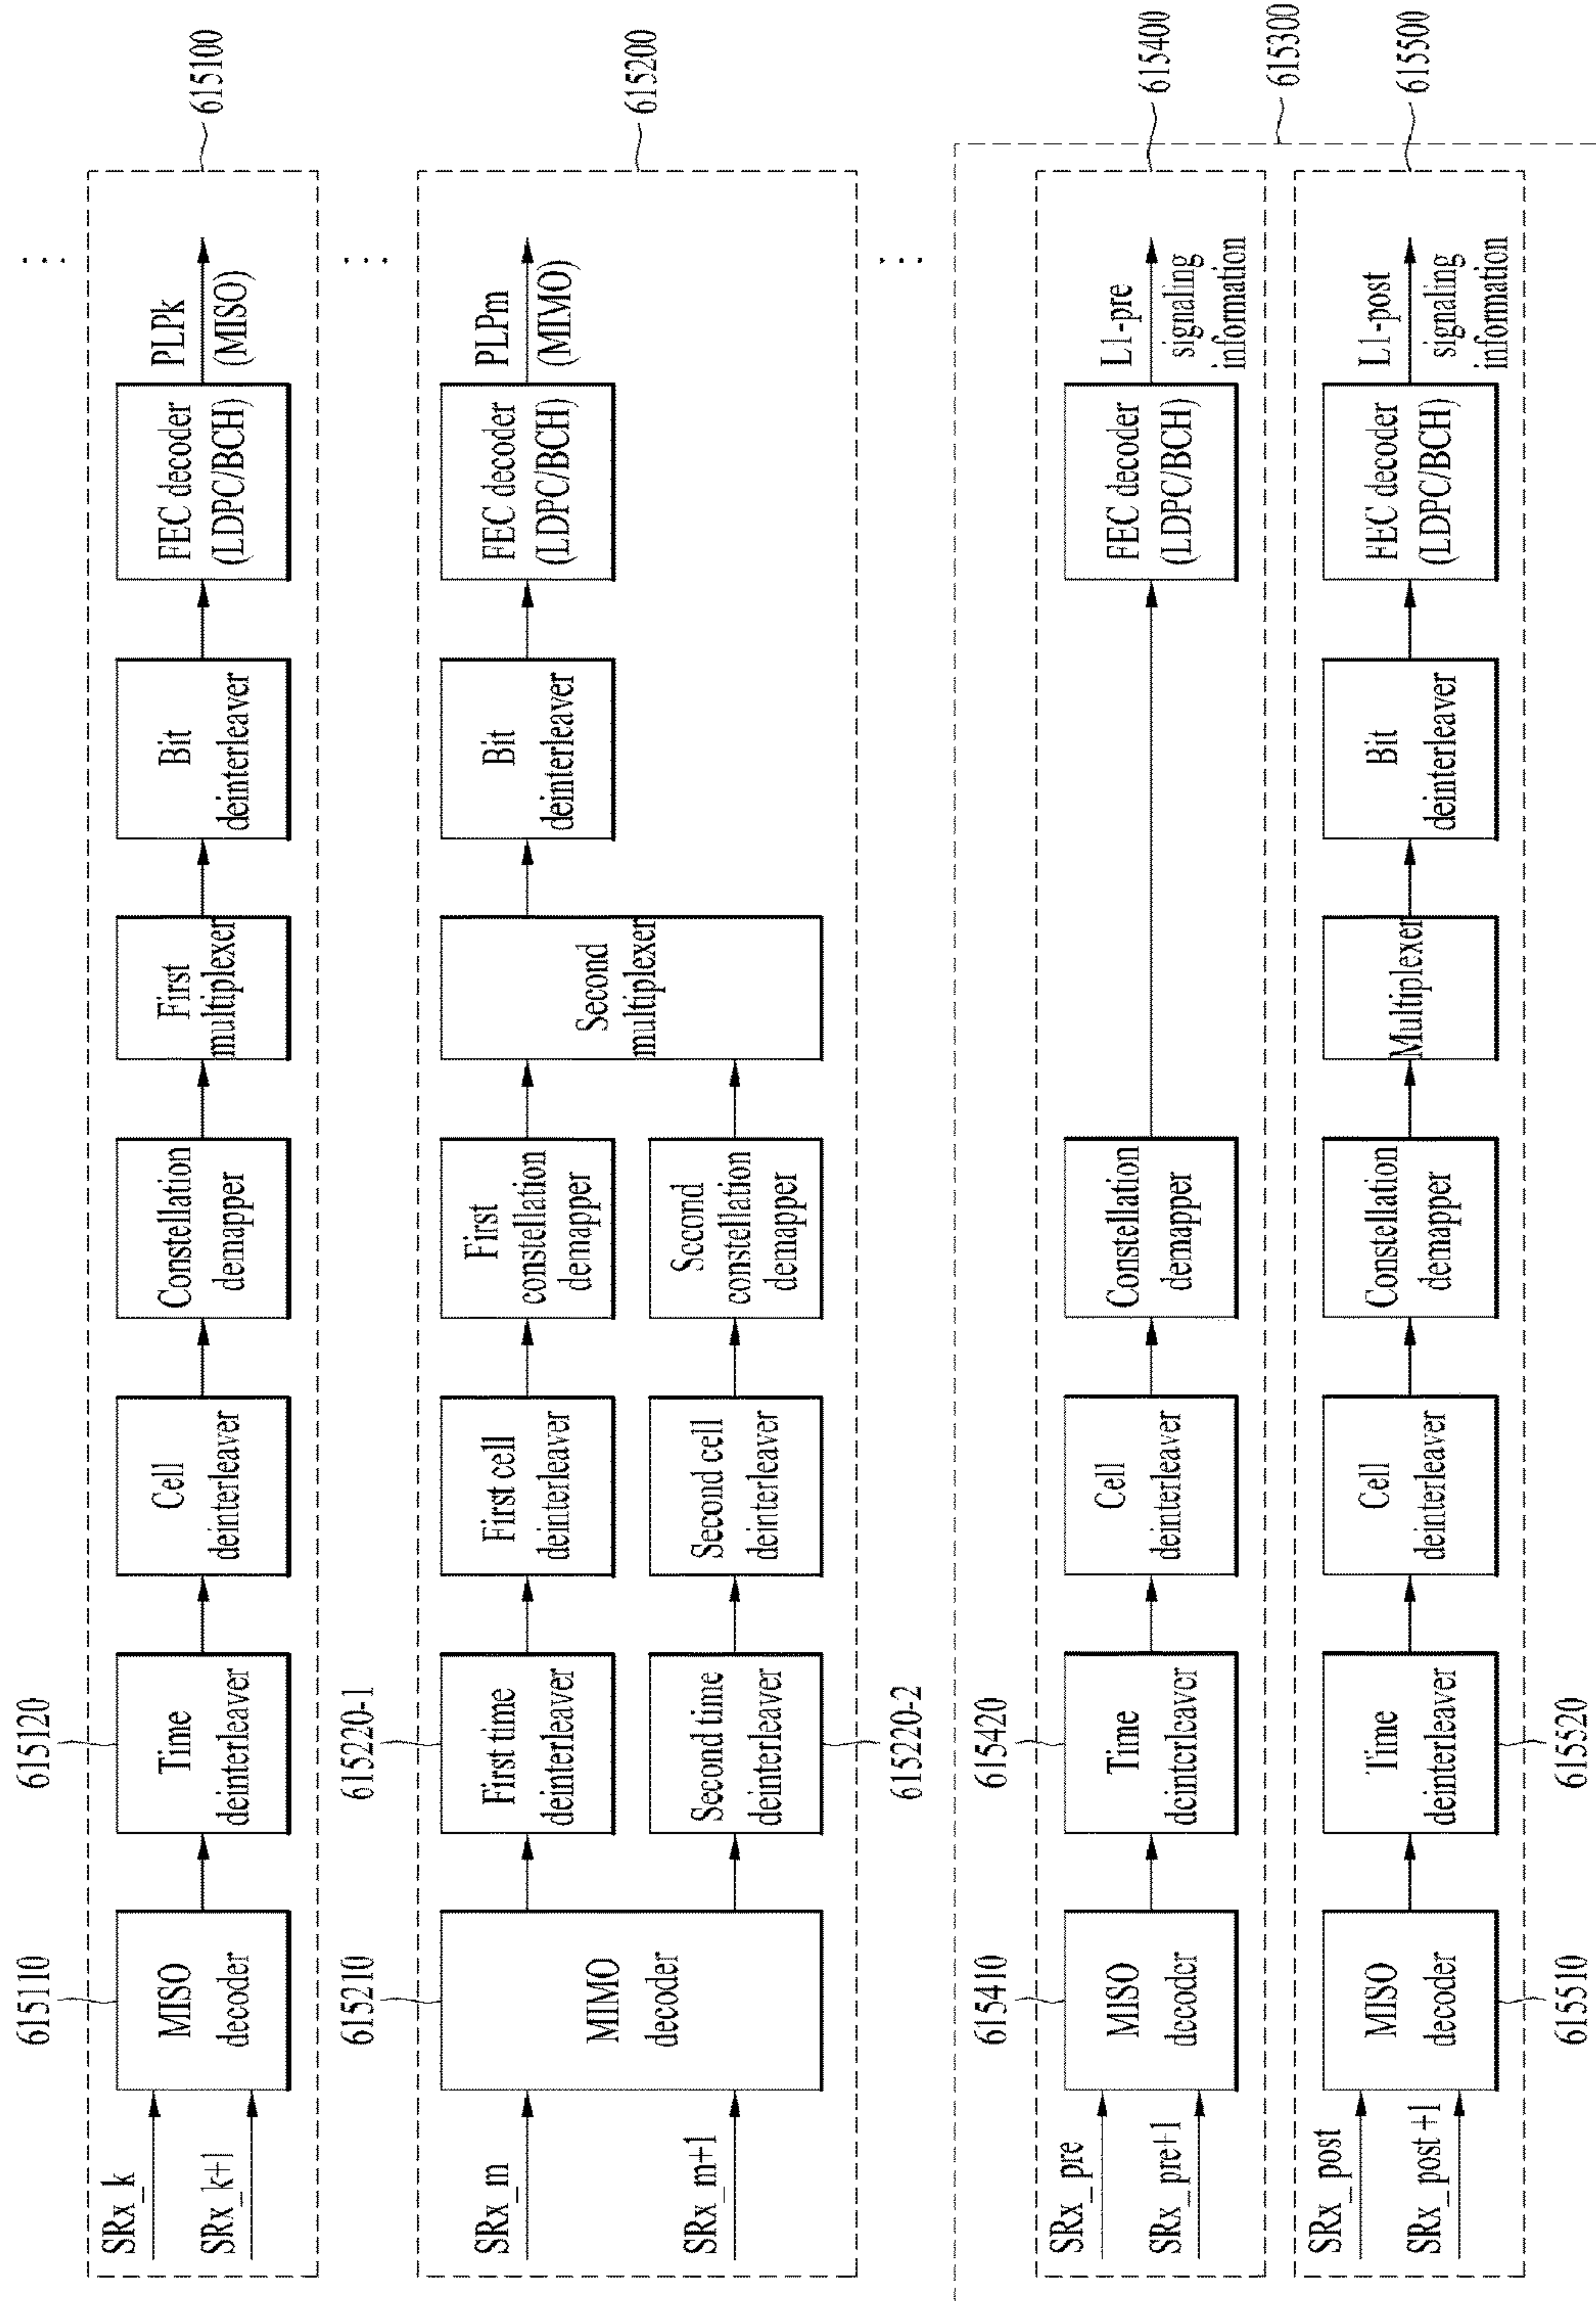 615110
615120
SRx_k
SRx_k+1
MISO
decoder
Time
deinterleaver
Cell
deinterleaver
Constellation
demapper
First
multiplexer
Bit
deinterleaver
FEC decoder
(LDPC/BCH)
PLPk
(MISO)
615100
...
615210
615220-1
SRx_m
SRx_m+1
MIMO
decoder
First time
deinterleaver
First cell
deinterleaver
First
constellation
demapper
Second time
deinterleaver
Second cell
deinterleaver
Second
constellation
demapper
Second
multiplexer
Bit
deinterleaver
FEC decoder
(LDPC/BCH)
PLPm
(MIMO)
615200
615220-2
...
...
615410
615420
SRx_pre
SRx_pre+1
MISO
decoder
Time
deinterleaver
Cell
deinterleaver
Constellation
demapper
FEC decoder
(LDPC/BCH)
L1-pre
signaling
information
615400
615300
SRx_post
SRx_post +1
MISO
decoder
Time
deinterleaver
Cell
deinterleaver
Constellation
demapper
Multiplexer
Bit
deinterleaver
FEC decoder
(LDPC/BCH)
L1-post
signaling
information
615500
615510
615520